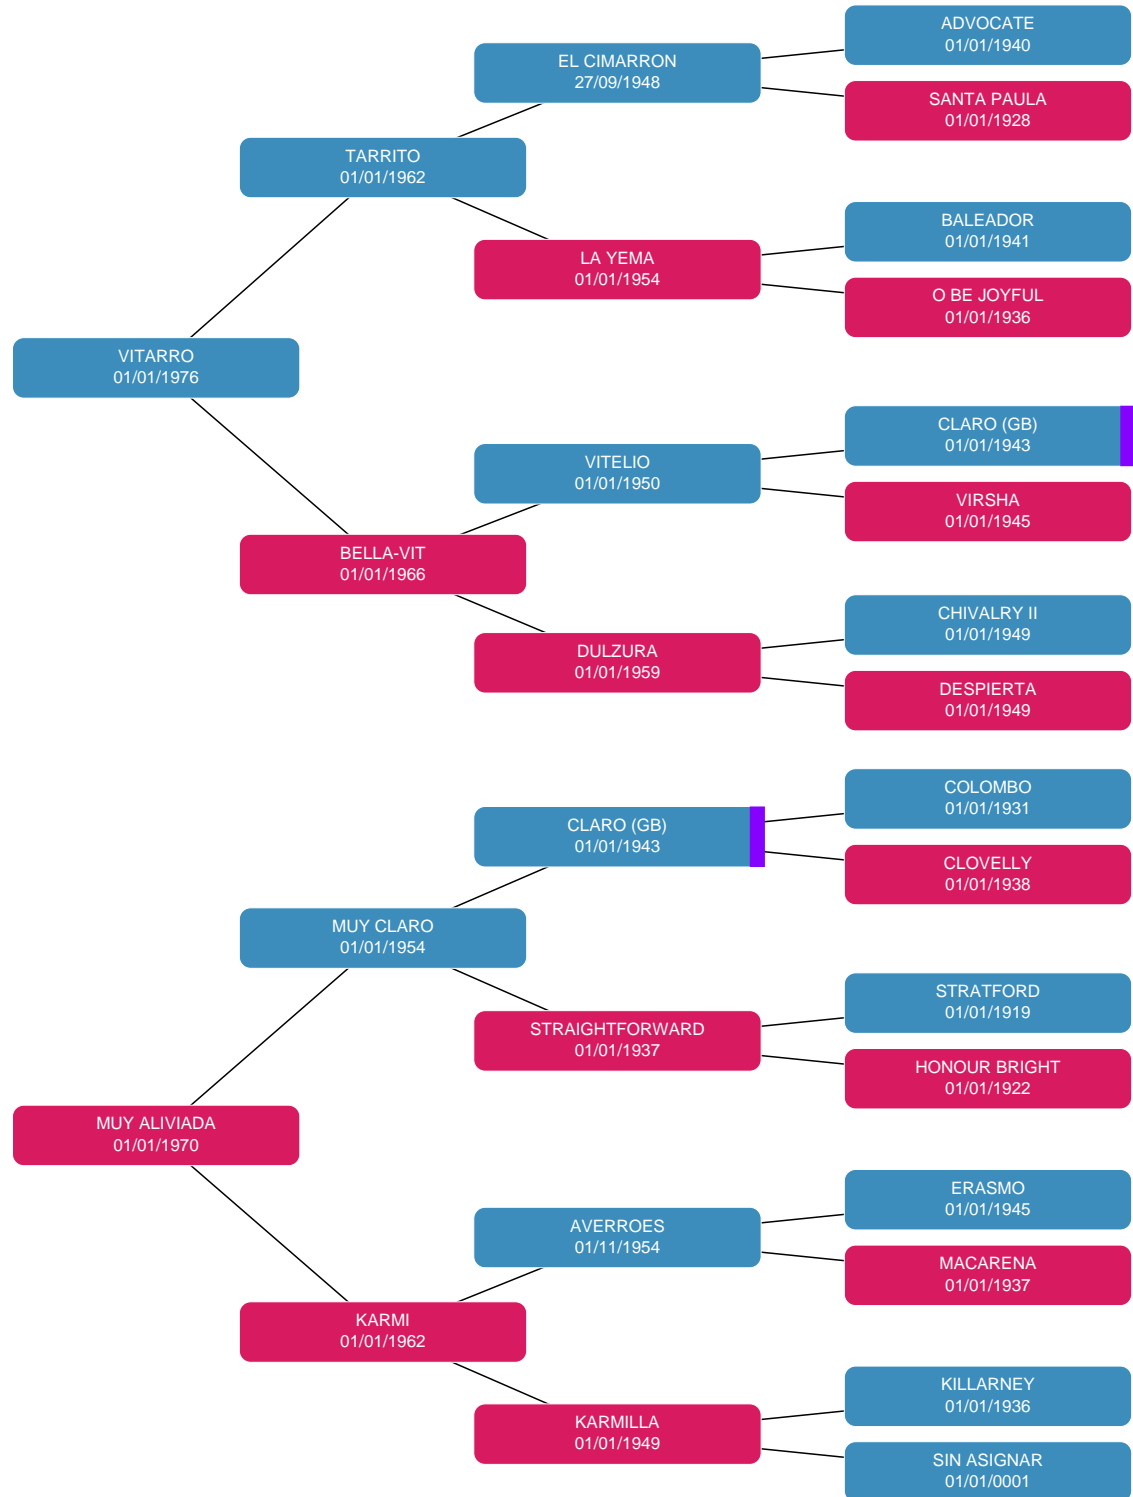 ADVOCATE
01/01/1940
EL CIMARRON
27/09/1948
SANTA PAULA
01/01/1928
TARRITO
01/01/1962
BALEADOR
01/01/1941
LA YEMA
01/01/1954
O BE JOYFUL
01/01/1936
VITARRO
01/01/1976
CLARO (GB)
01/01/1943
VITELIO
01/01/1950
VIRSHA
01/01/1945
BELLA-VIT
01/01/1966
CHIVALRY II
01/01/1949
DULZURA
01/01/1959
DESPIERTA
01/01/1949
COLOMBO
01/01/1931
CLARO (GB)
01/01/1943
CLOVELLY
01/01/1938
MUY CLARO
01/01/1954
STRATFORD
01/01/1919
STRAIGHTFORWARD
01/01/1937
HONOUR BRIGHT
01/01/1922
MUY ALIVIADA
01/01/1970
ERASMO
01/01/1945
AVERROES
01/11/1954
MACARENA
01/01/1937
KARMI
01/01/1962
KILLARNEY
01/01/1936
KARMILLA
01/01/1949
SIN ASIGNAR
01/01/0001